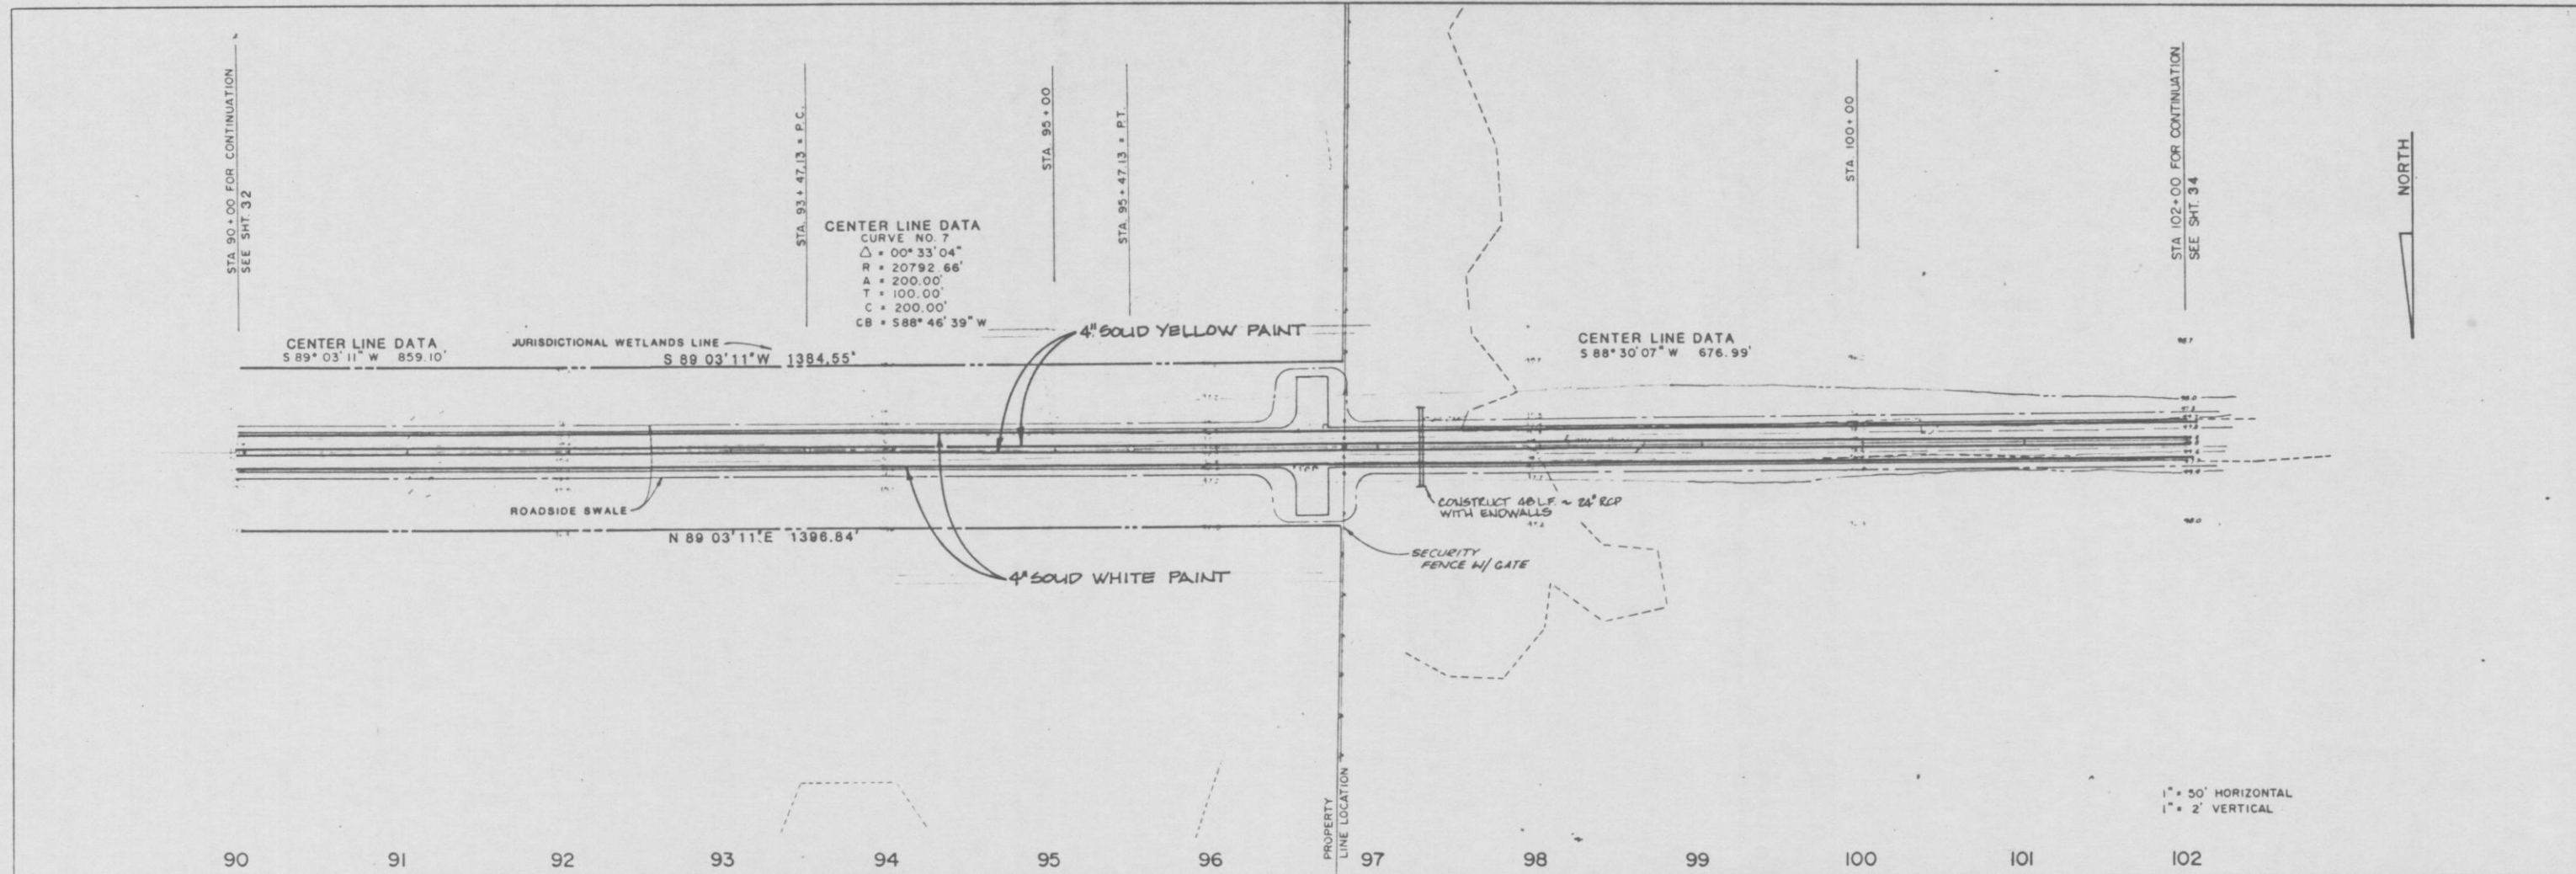 STA 90+00 FOR CONTINUATION
SEE SHT. 32
STA. 93+47.13 = P.C.
CENTER LINE DATA
CURVE NO. 7
Δ = 00° 33' 04"
R = 20792.66'
A = 200.00'
T = 100.00'
C = 200.00'
CB = S88° 46' 39" W
STA. 95+00
STA. 95+47.13 = P.T.
STA 100+00
STA 102+00 FOR CONTINUATION
SEE SHT. 34
NORTH
CENTER LINE DATA
S 89° 03' 11" W 859.10'
JURISDICTIONAL WETLANDS LINE
S 89 03' 11" W 1384.55'
4" SOLID YELLOW PAINT
CENTER LINE DATA
S 88° 30' 07" W 676.99'
ROADSIDE SWALE
N 89 03' 11" E 1396.84'
4" SOLID WHITE PAINT
CONSTRUCT 48 L.F. ~ 24" RCP
WITH ENDWALLS
SECURITY
FENCE W/ GATE
PROPERTY
LINE LOCATION
1" = 50' HORIZONTAL
1" = 2' VERTICAL
90 91 92 93 94 95 96 97 98 99 100 101 102